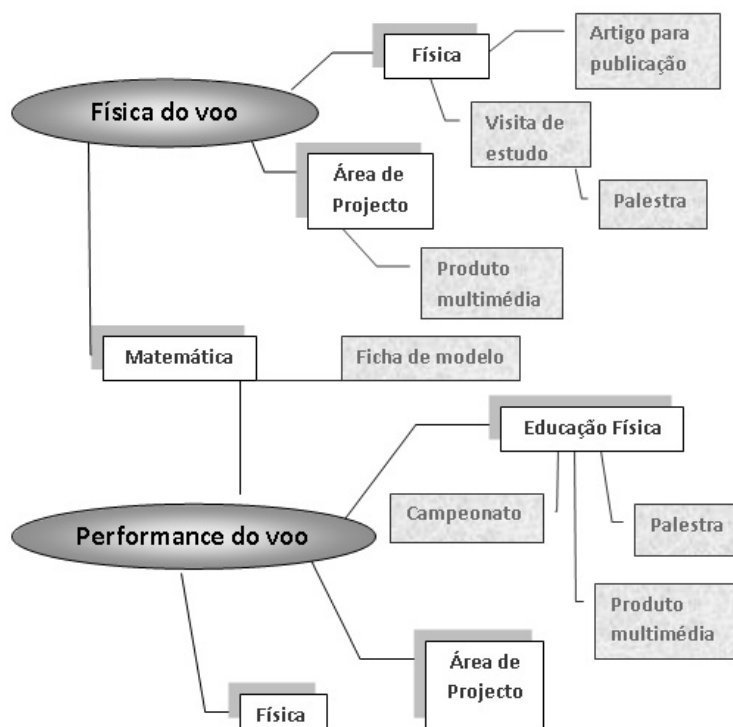 Física
Artigo para
publicação
Física do voo
Visita de
estudo
Área de
Projecto
Palestra
Produto
multimédia
Matemática
Ficha de modelo
Educação Física
Campeonato
Palestra
Performance do voo
Produto
multimédia
Área de
Projecto
Física